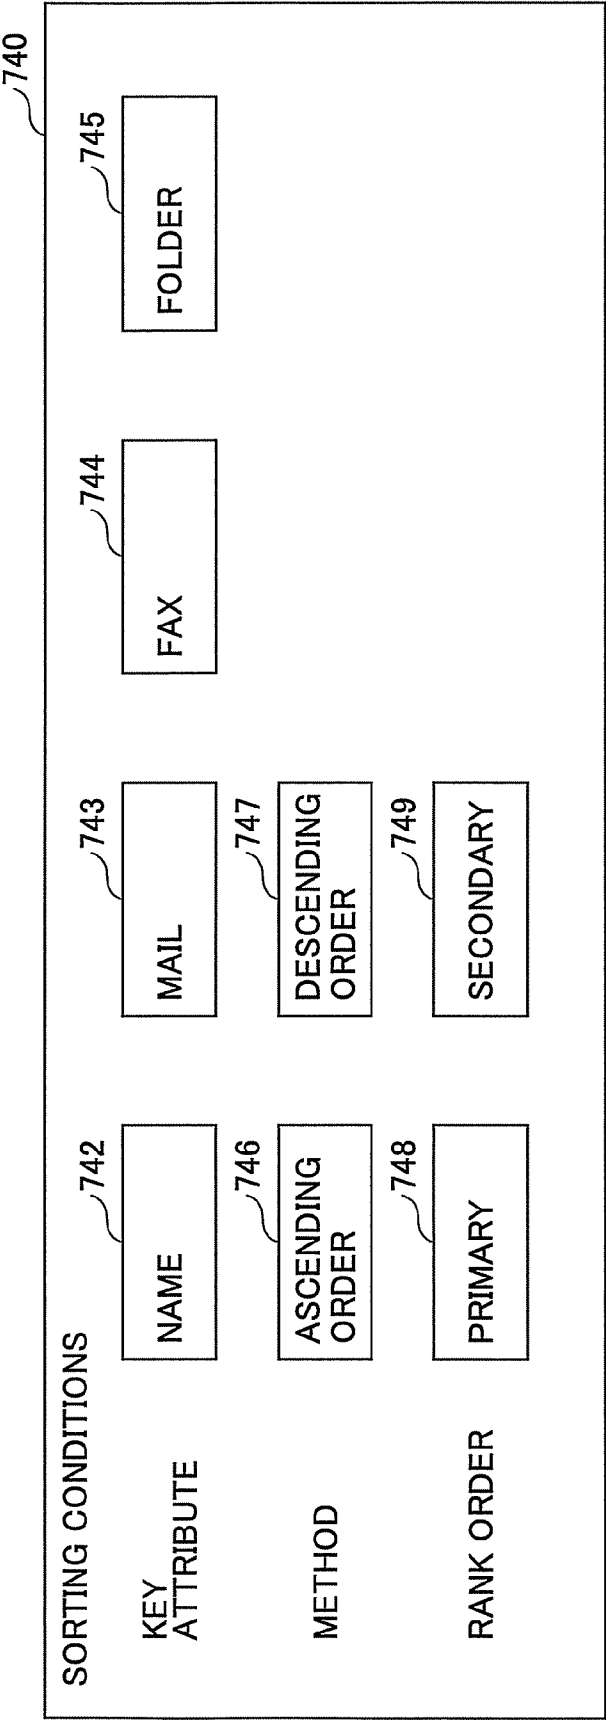 740
SORTING CONDITIONS
742
743
744
745
KEY
ATTRIBUTE
NAME
MAIL
FAX
FOLDER
746
747
METHOD
ASCENDING
ORDER
DESCENDING
ORDER
748
749
RANK ORDER
PRIMARY
SECONDARY